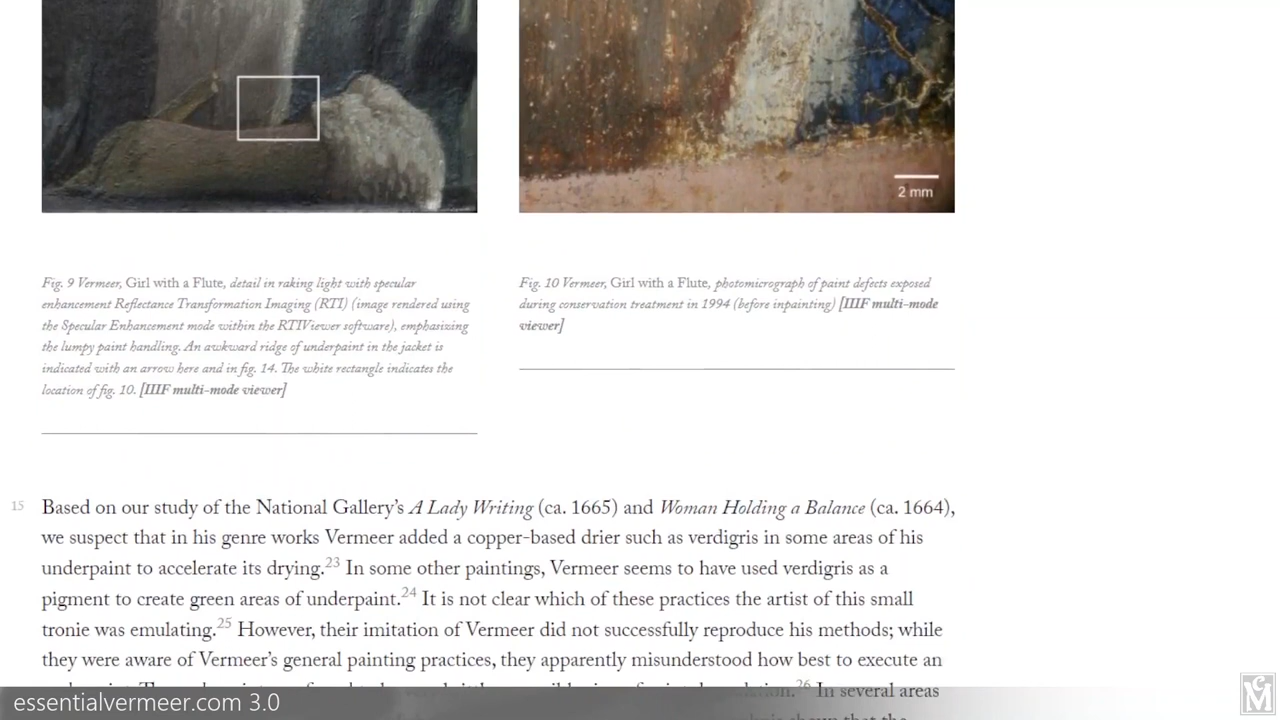 2 mm
Fig. 9 Vermeer, Girl with a Flute, detail in raking light with specular
enhancement Reflectance Transformation Imaging (RTI) (image rendered using
the Specular Enhancement mode within the RTIViewer software), emphasizing
the lumpy paint handling. An awkward ridge of underpaint in the jacket is
indicated with an arrow here and in fig. 14. The white rectangle indicates the
location of fig. 10. [IIIF multi-mode viewer]
Fig. 10 Vermeer, Girl with a Flute, photomicrograph of paint defects exposed
during conservation treatment in 1994 (before inpainting) [IIIF multi-mode
viewer]
15
Based on our study of the National Gallery’s A Lady Writing (ca. 1665) and Woman Holding a Balance (ca. 1664),
we suspect that in his genre works Vermeer added a copper-based drier such as verdigris in some areas of his
underpaint to accelerate its drying.23 In some other paintings, Vermeer seems to have used verdigris as a
pigment to create green areas of underpaint.24 It is not clear which of these practices the artist of this small
tronie was emulating.25 However, their imitation of Vermeer did not successfully reproduce his methods; while
they were aware of Vermeer’s general painting practices, they apparently misunderstood how best to execute an
26 In several areas
essentialvermeer.com 3.0